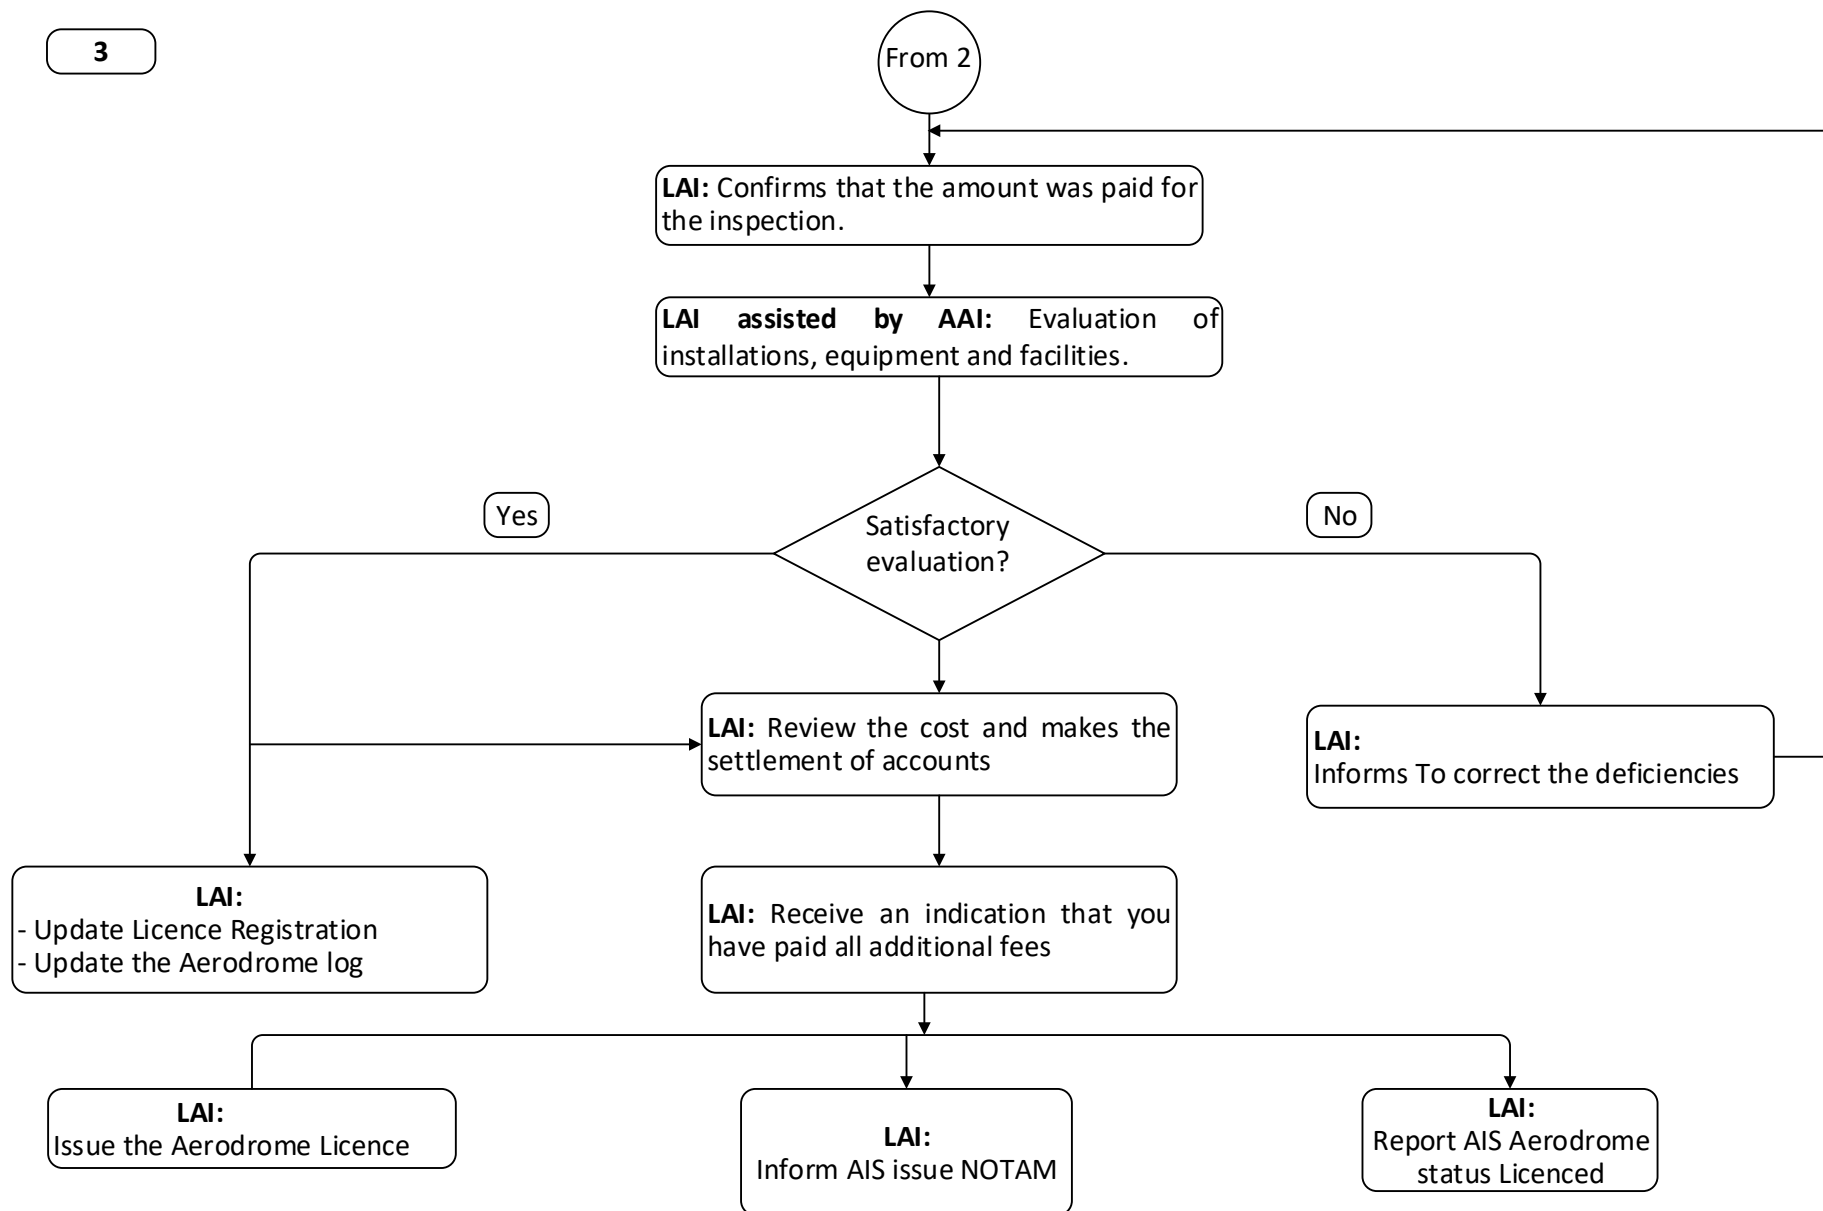 3
From 2
LAI: Confirms that the amount was paid for
the inspection.
LAI assisted by AAI: Evaluation of
installations, equipment and facilities.
Yes
Satisfactory
evaluation?
No
LAI: Review the cost and makes the
settlement of accounts
LAI:
Informs To correct the deficiencies
LAI:
- Update Licence Registration
- Update the Aerodrome log
LAI: Receive an indication that you
have paid all additional fees
LAI:
Issue the Aerodrome Licence
LAI:
Inform AIS issue NOTAM
LAI:
Report AIS Aerodrome
status Licenced